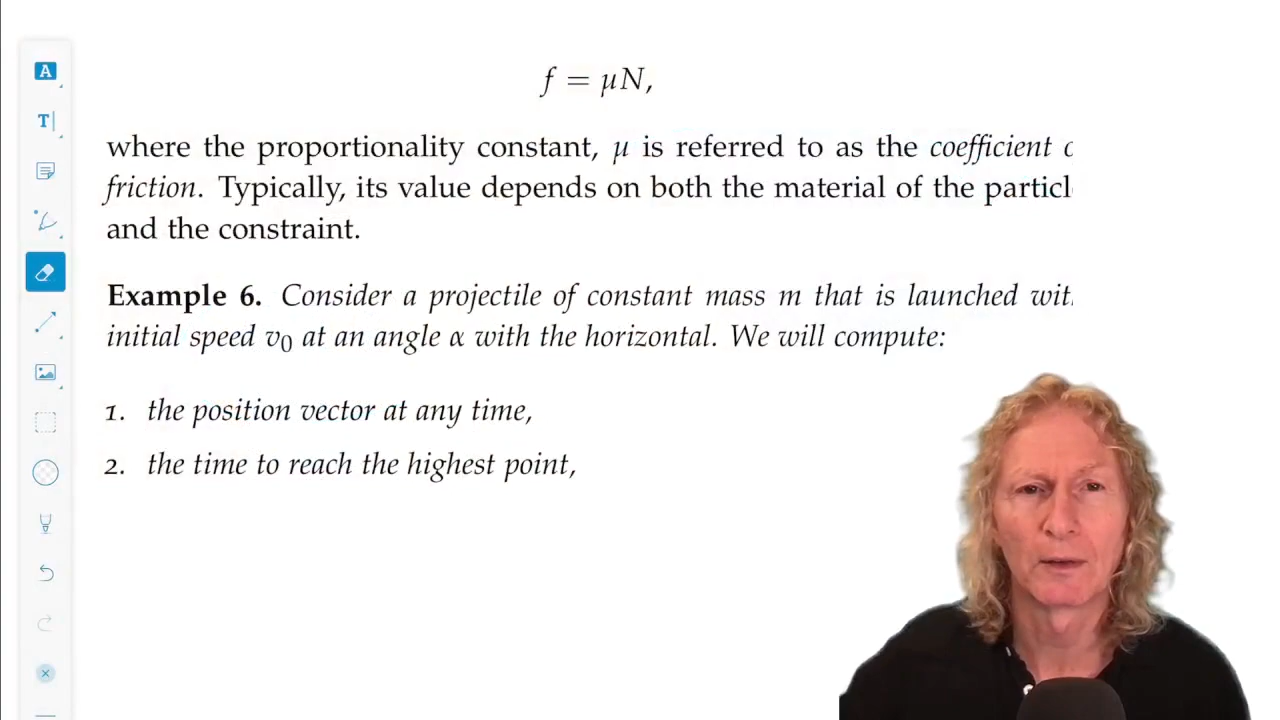 f = μN,
where the proportionality constant, μ is referred to as the coefficient
friction. Typically, its value depends on both the material of the
and the constraint.
Example 6. Consider a projectile of constant mass m that is launched
initial speed v₀ at an angle α with the horizontal. We will compute:
1. the position vector at any time,
2. the time to reach the highest point,
A
T